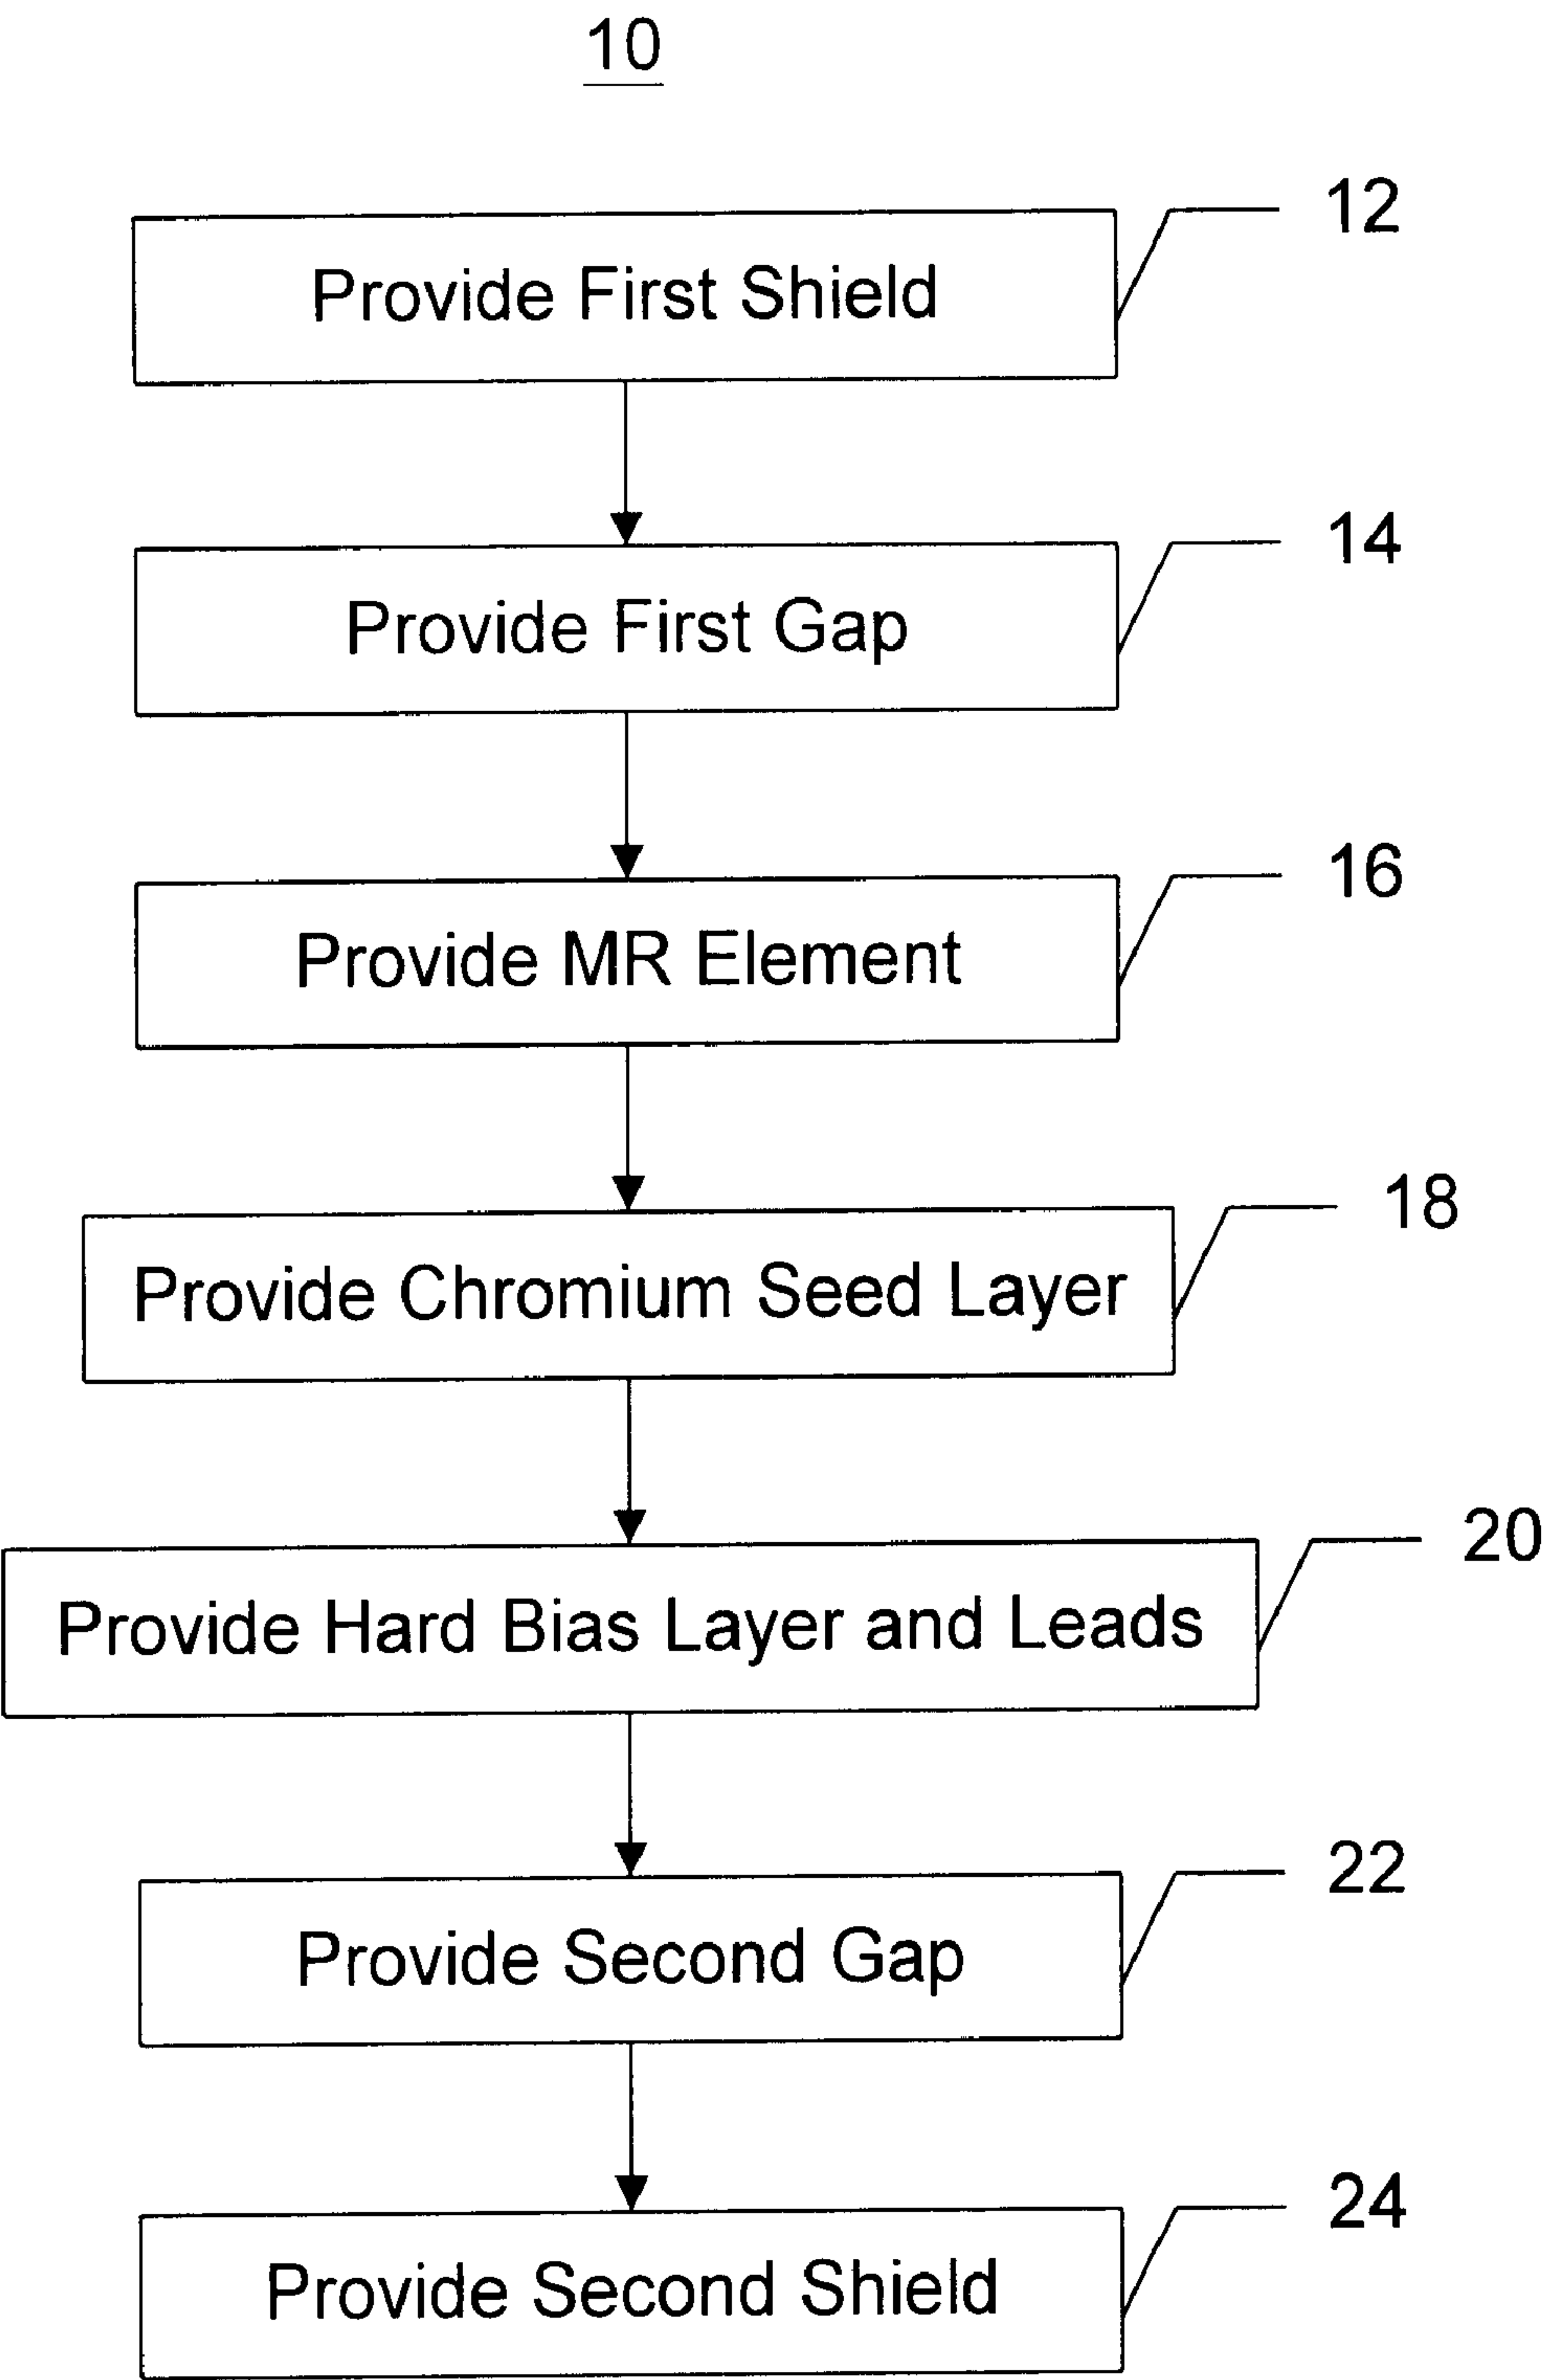 10
12
Provide First Shield
14
Provide First Gap
16
Provide MR Element
18
Provide Chromium Seed Layer
20
Provide Hard Bias Layer and Leads
22
Provide Second Gap
24
Provide Second Shield